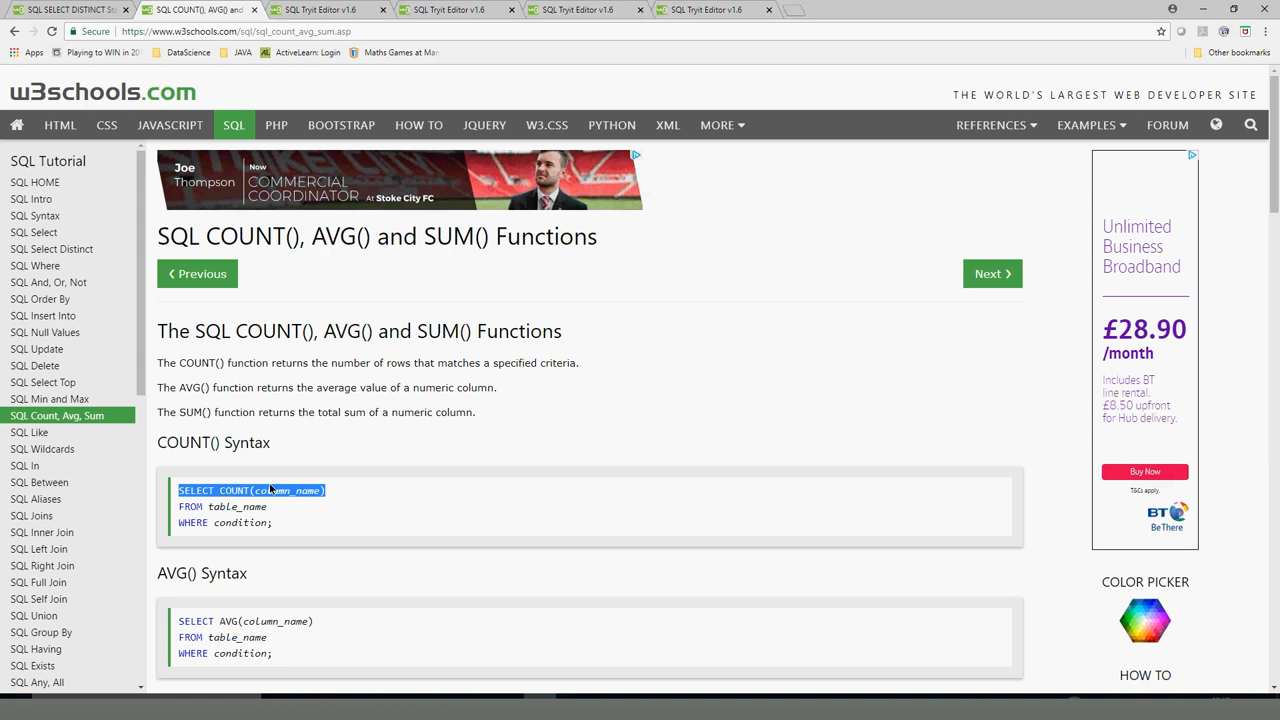 SQL SELECT DISTINCT St
SQL COUNT(), AVG() and
SQL Tryit Editor v1.6
SQL Tryit Editor v1.6
SQL Tryit Editor v1.6
SQL Tryit Editor v1.6
Secure
https://www.w3schools.com/sql/sql_count_avg_sum.asp
Apps
Playing to WIN in 20
DataScience
JAVA
ActiveLearn: Login
Maths Games at Man
Other bookmarks
w3schools.com
THE WORLD'S LARGEST WEB DEVELOPER SITE
HTML
CSS
JAVASCRIPT
SQL
PHP
BOOTSTRAP
HOW TO
JQUERY
W3.CSS
PYTHON
XML
MORE
REFERENCES
EXAMPLES
FORUM
SQL Tutorial
SQL HOME
SQL Intro
SQL Syntax
SQL Select
SQL Select Distinct
SQL Where
SQL And, Or, Not
SQL Order By
SQL Insert Into
SQL Null Values
SQL Update
SQL Delete
SQL Select Top
SQL Min and Max
SQL Count, Avg, Sum
SQL Like
SQL Wildcards
SQL In
SQL Between
SQL Aliases
SQL Joins
SQL Inner Join
SQL Left Join
SQL Right Join
SQL Full Join
SQL Self Join
SQL Union
SQL Group By
SQL Having
SQL Exists
SQL Any, All
Joe
Thompson
Now
COMMERCIAL
COORDINATOR
At Stoke City FC
SQL COUNT(), AVG() and SUM() Functions
❮ Previous
Next ❯
The SQL COUNT(), AVG() and SUM() Functions
The COUNT() function returns the number of rows that matches a specified criteria.
The AVG() function returns the average value of a numeric column.
The SUM() function returns the total sum of a numeric column.
COUNT() Syntax
SELECT COUNT(column_name)
FROM table_name
WHERE condition;
AVG() Syntax
SELECT AVG(column_name)
FROM table_name
WHERE condition;
Unlimited
Business
Broadband
£28.90
/month
Includes BT
line rental.
£8.50 upfront
for Hub delivery.
Buy Now
T&Cs apply.
BT
Be There
COLOR PICKER
HOW TO